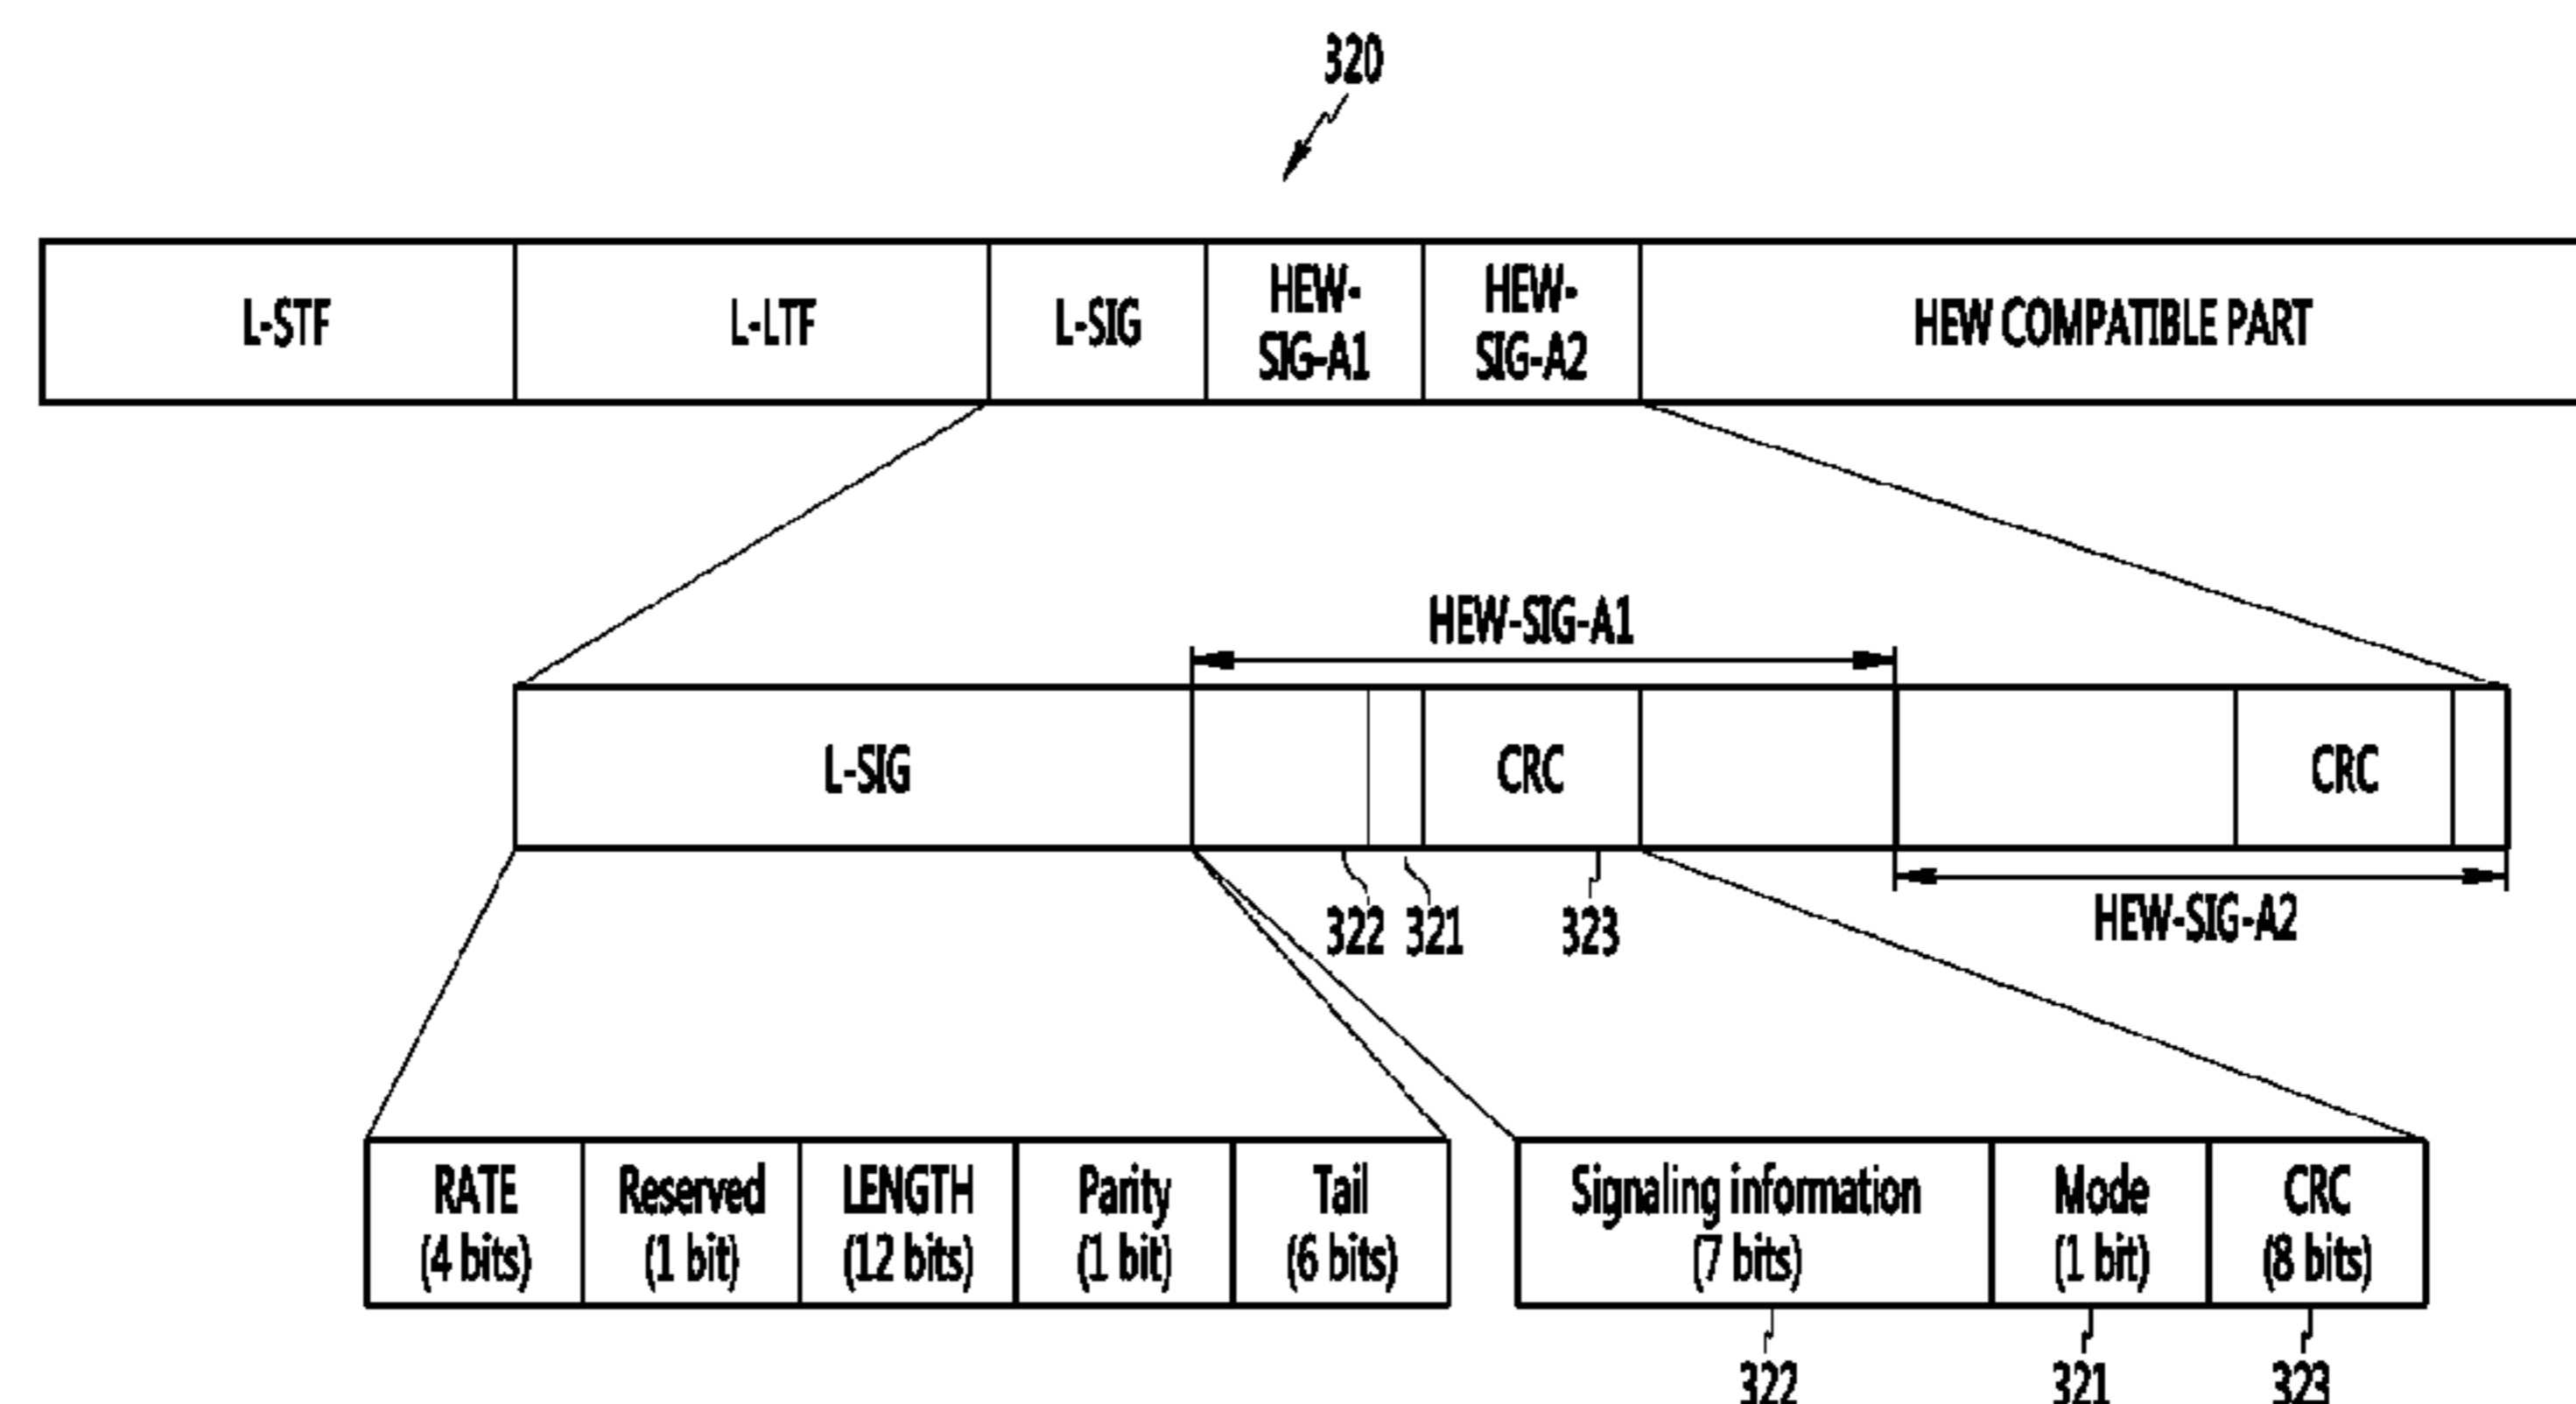 320
L-STF
L-LTF
L-SIG
HEW-
SIG-A1
HEW-
SIG-A2
HEW COMPATIBLE PART
HEW-SIG-A1
L-SIG
CRC
CRC
322
321
323
HEW-SIG-A2
RATE
(4 bits)
Reserved
(1 bit)
LENGTH
(12 bits)
Parity
(1 bit)
Tail
(6 bits)
Signaling information
(7 bits)
Mode
(1 bit)
CRC
(8 bits)
322
321
323